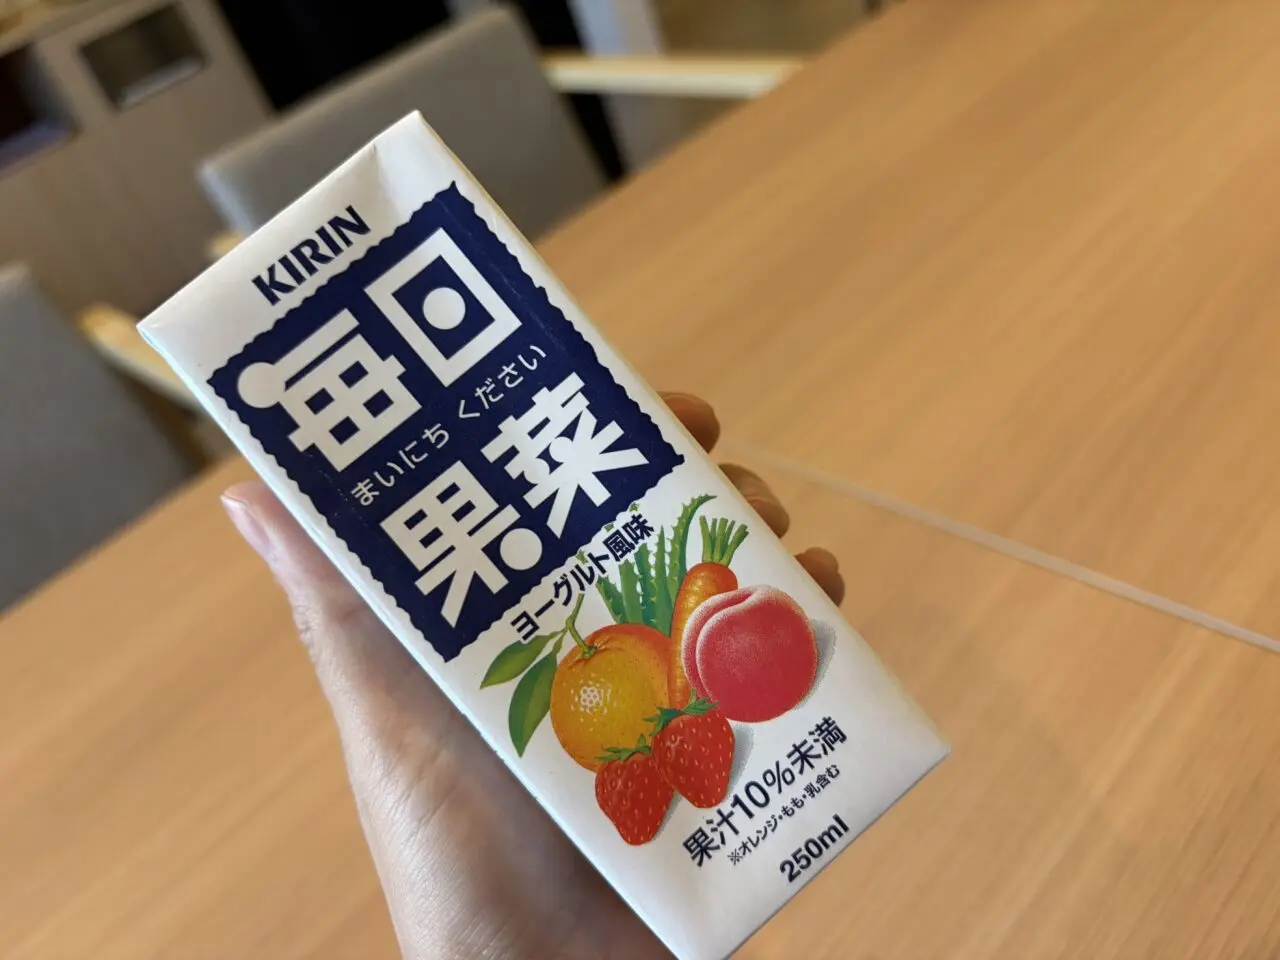 KIRIN
毎日
まいにち ください
果菜
ヨーグルト風味
果汁10%未満
※オレンジ・もも・乳含む
250ml